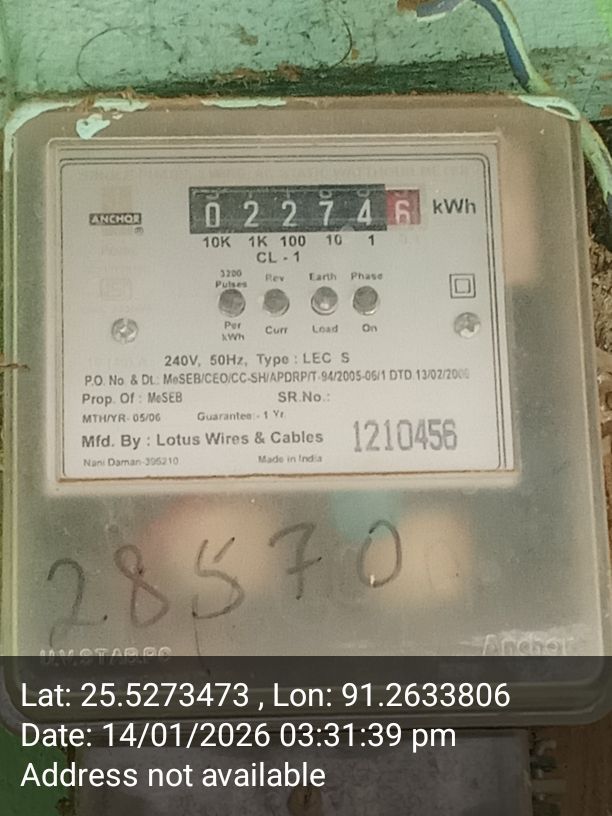 0 2 2 7 4 6 kWh
ANCHOR
®
10K 1K 100 10 1
CL - 1
3200 Pulses Rev Earth Phase
Per kWh Curr Load On
240V, 50Hz, Type : LEC S
P.O. No & Dt.: MeSEB/CEO/CC-SH/APDRP/T-94/2005-06/1 DTD 13/02/2006
Prop. Of : MeSEB SR.No.:
MTH/YR- 05/06 Guarantee:- 1 Yr.
Mfd. By : Lotus Wires & Cables 1210456
Nani Daman-396210 Made in India
28570
U.V.STAB.PC Anchor
Lat: 25.5273473 , Lon: 91.2633806
Date: 14/01/2026 03:31:39 pm
Address not available